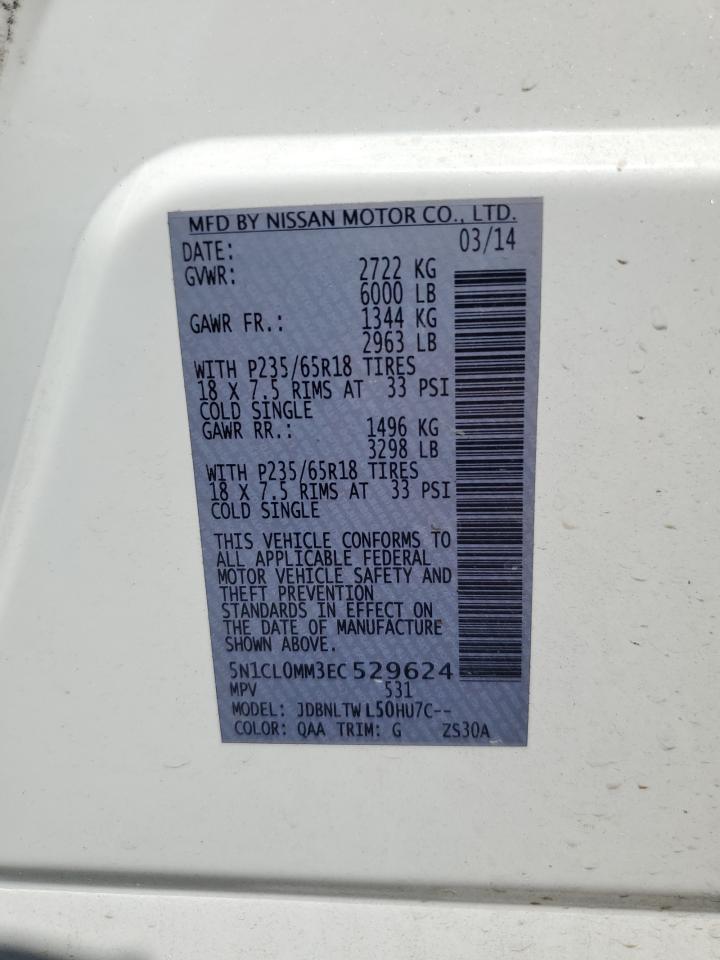 MFD BY NISSAN MOTOR CO., LTD.
DATE: 03/14
GVWR: 2722 KG
6000 LB
GAWR FR.: 1344 KG
2963 LB
WITH P235/65R18 TIRES
18 X 7.5 RIMS AT 33 PSI
COLD SINGLE
GAWR RR.: 1496 KG
3298 LB
WITH P235/65R18 TIRES
18 X 7.5 RIMS AT 33 PSI
COLD SINGLE
THIS VEHICLE CONFORMS TO
ALL APPLICABLE FEDERAL
MOTOR VEHICLE SAFETY AND
THEFT PREVENTION
STANDARDS IN EFFECT ON
THE DATE OF MANUFACTURE
SHOWN ABOVE.
5N1CL0MM3EC529624
MPV 531
MODEL: JDBNLTWL50HU7C--
COLOR: QAA TRIM: G ZS30A